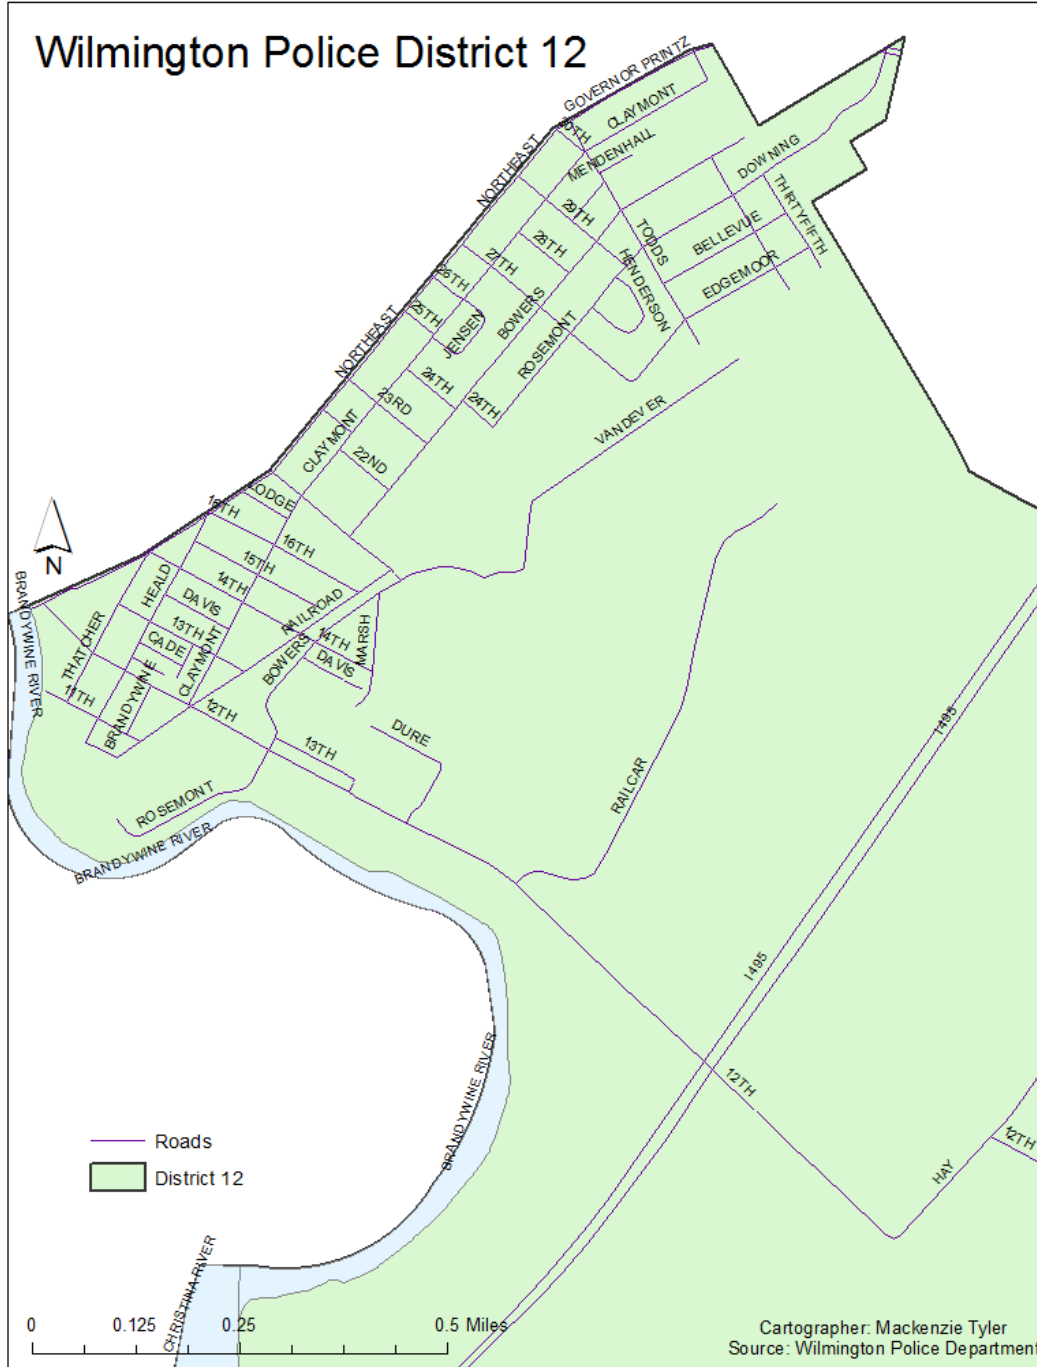 Wilmington Police District 12
GOVERNOR PRINTZ
CLAYMONT
30TH
MENDENHALL
NORTHEAST
DOWNING
THIRTYFIFTH
29TH
TODDS
BELLEVUE
28TH
27TH
HENDERSON
EDGEMOOR
26TH
25TH
JENSEN
BOWERS
NORTHEAST
ROSEMONT
24TH
24TH
23RD
VANDEVER
CLAYMONT
22ND
LODGE
16TH
16TH
15TH
14TH
N
HEALD
DAVIS
RAILROAD
BRANDYWINE RIVER
THATCHER
13TH
CADE
CLAYMONT
BOWERS
14TH
MARSH
DAVIS
11TH
BRANDYWINE
12TH
DURE
13TH
I495
ROSEMONT
RAILCAR
BRANDYWINE RIVER
I495
12TH
BRANDYWINE RIVER
12TH
HAY
Roads
District 12
CHRISTINA RIVER
0 0.125 0.25 0.5 Miles
Cartographer: Mackenzie Tyler
Source: Wilmington Police Department